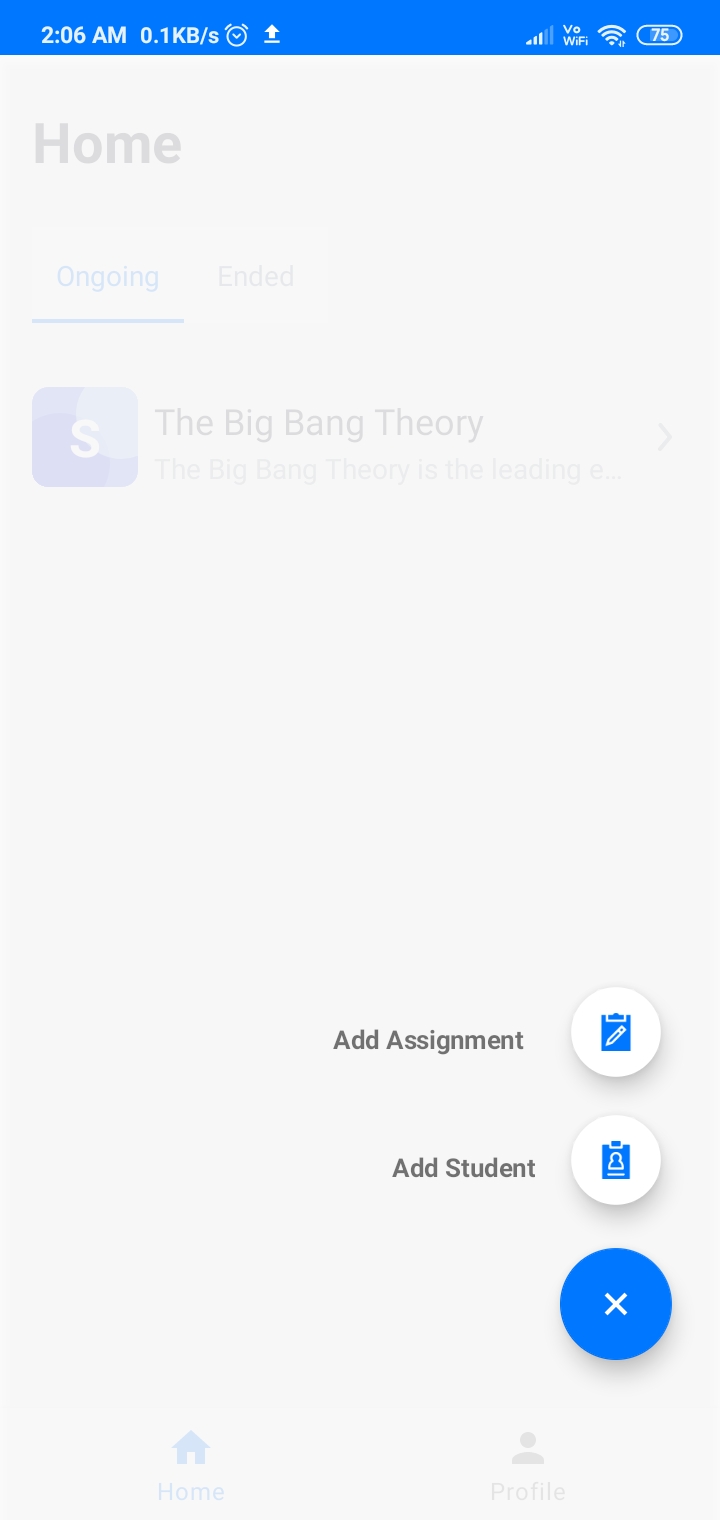 2:06 AM 0.1KB/s Vo WiFi 75
Home
Ongoing Ended
S
The Big Bang Theory
The Big Bang Theory is the leading e...
Add Assignment
Add Student
Home Profile